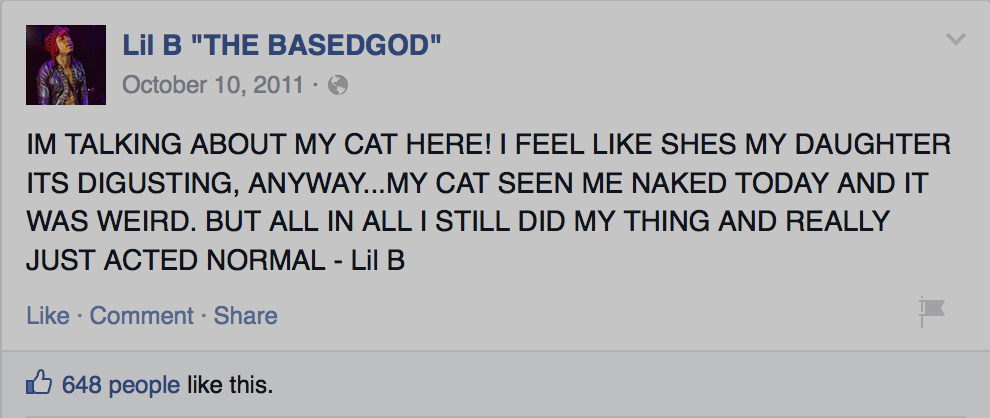 Lil B "THE BASEDGOD"
October 10, 2011 ·
IM TALKING ABOUT MY CAT HERE! I FEEL LIKE SHES MY DAUGHTER
ITS DIGUSTING, ANYWAY...MY CAT SEEN ME NAKED TODAY AND IT
WAS WEIRD. BUT ALL IN ALL I STILL DID MY THING AND REALLY
JUST ACTED NORMAL - Lil B
Like · Comment · Share
648 people like this.